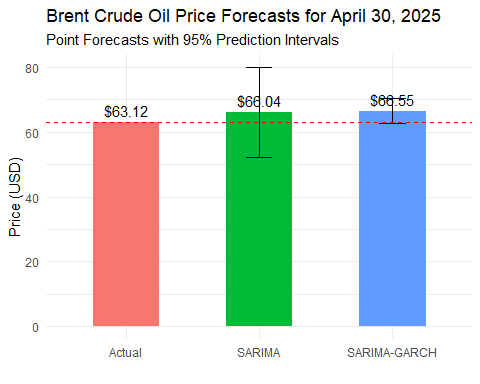 Brent Crude Oil Price Forecasts for April 30, 2025
Point Forecasts with 95% Prediction Intervals
Price (USD)
80
60
40
20
0
$63.12
$66.04
$66.55
Actual
SARIMA
SARIMA-GARCH